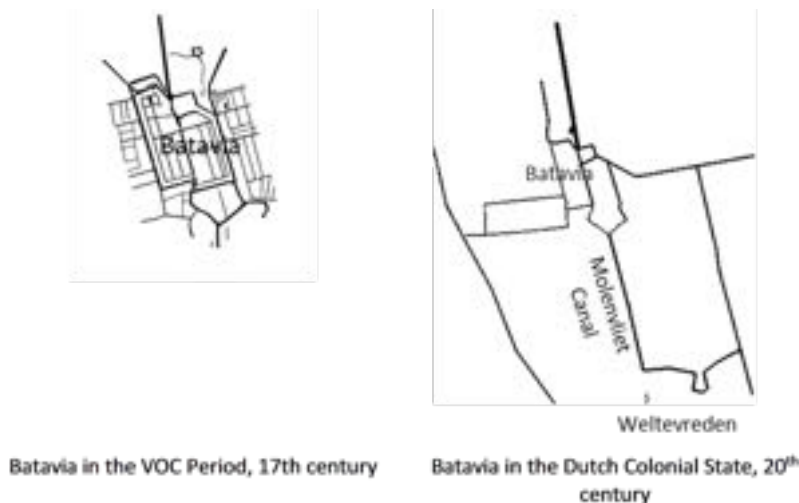 Batavia
Batavia
Molenvliet
Canal
Weltevreden
Batavia in the VOC Period, 17th century
Batavia in the Dutch Colonial State, 20th
century